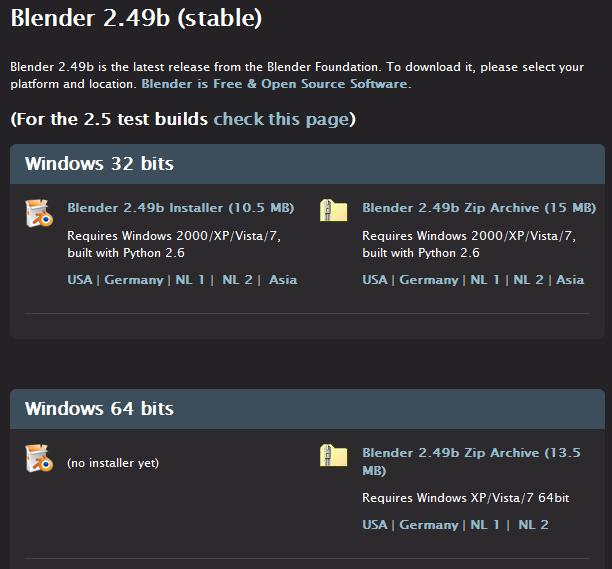 Blender 2.49b (stable)
Blender 2.49b is the latest release from the Blender Foundation. To download it, please select your
platform and location. Blender is Free & Open Source Software.
(For the 2.5 test builds check this page)
Windows 32 bits
Blender 2.49b Installer (10.5 MB)
Requires Windows 2000/XP/Vista/7,
built with Python 2.6
USA | Germany | NL 1 | NL 2 | Asia
Blender 2.49b Zip Archive (15 MB)
Requires Windows 2000/XP/Vista/7,
built with Python 2.6
USA | Germany | NL 1 | NL 2 | Asia
Windows 64 bits
(no installer yet)
Blender 2.49b Zip Archive (13.5
MB)
Requires Windows XP/Vista/7 64bit
USA | Germany | NL 1 | NL 2